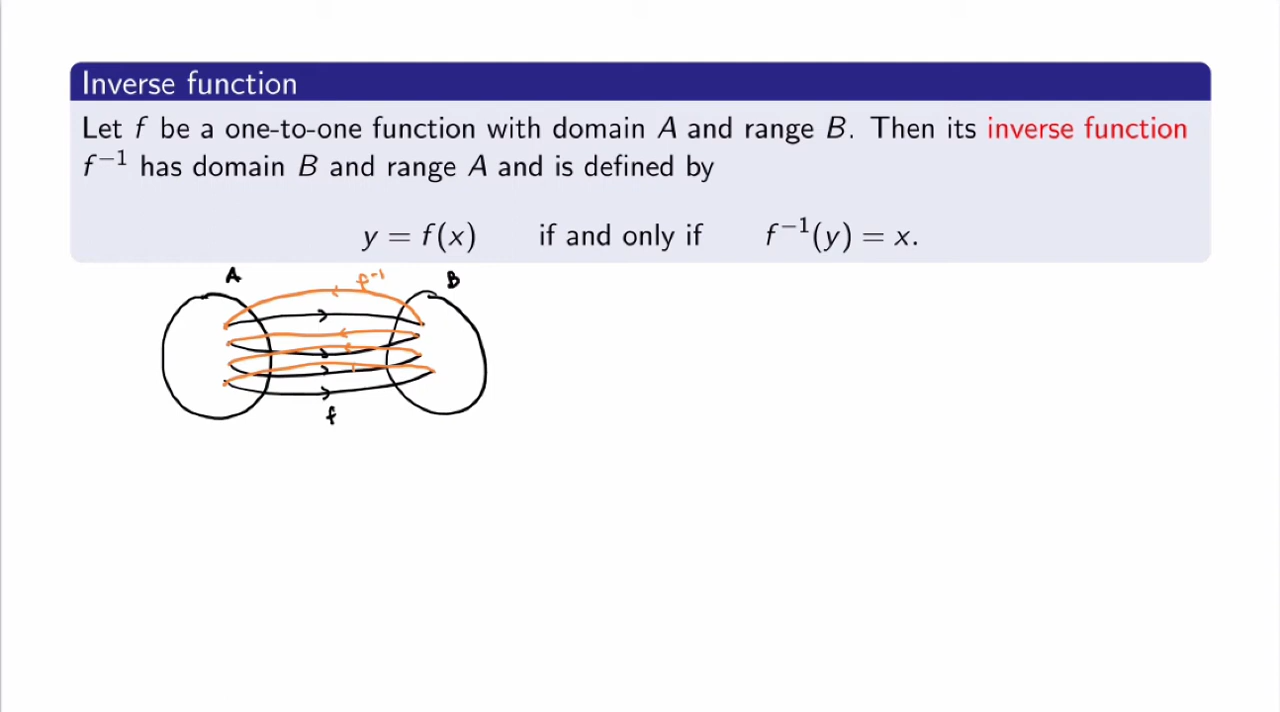 Inverse function
Let f be a one-to-one function with domain A and range B. Then its inverse function
f⁻¹ has domain B and range A and is defined by
y = f(x) if and only if f⁻¹(y) = x.
A f⁻¹ B
f